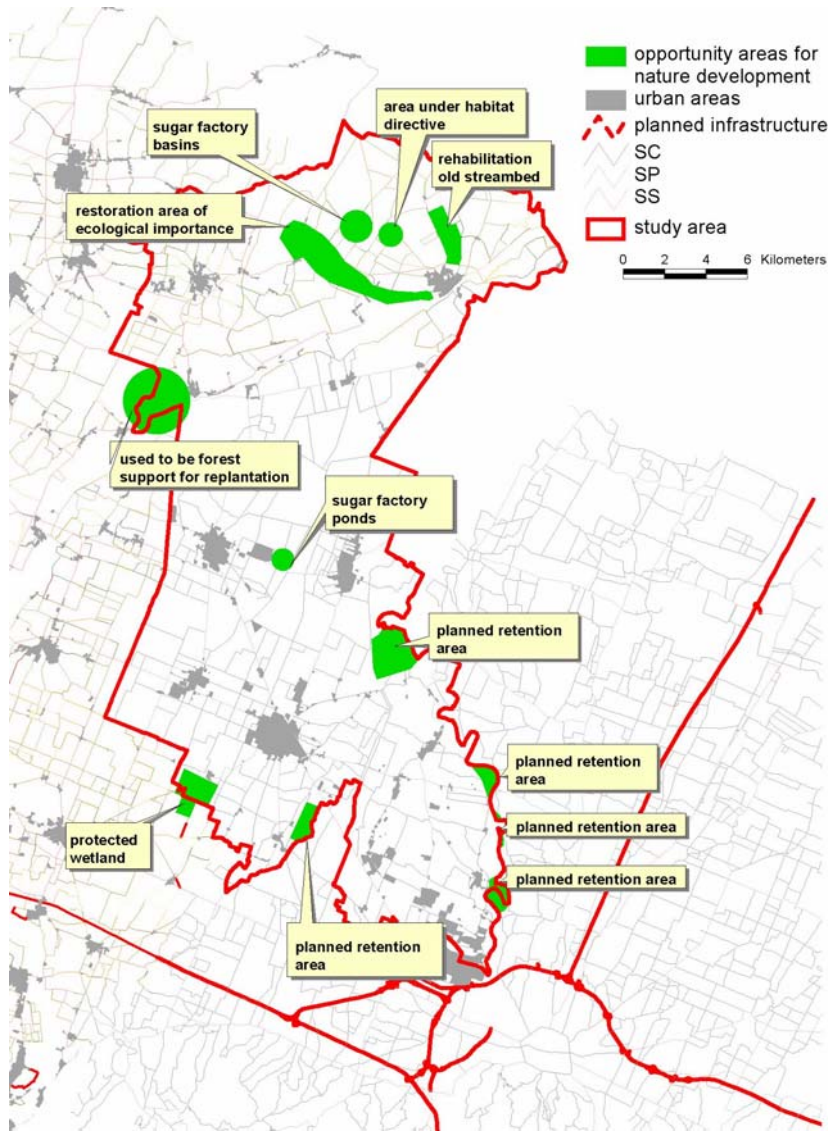 opportunity areas for
nature development
urban areas
planned infrastructure
SC
SP
SS
study area
0 2 4 6 Kilometers
area under habitat
directive
sugar factory
basins
rehabilitation
old streambed
restoration area of
ecological importance
used to be forest
support for replantation
sugar factory
ponds
planned retention
area
planned retention
area
planned retention area
protected
wetland
planned retention area
planned retention
area